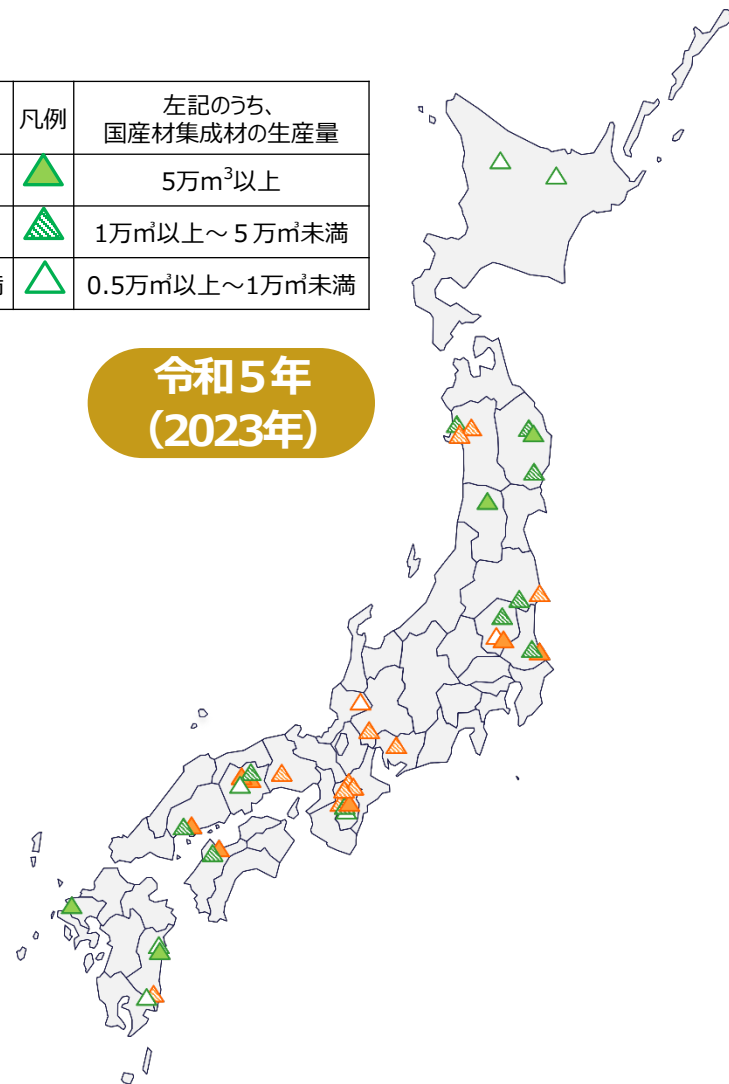 凡例
左記のうち、
国産材集成材の生産量
5万m³以上
1万㎥以上～５万㎥未満
満
0.5万㎥以上～1万㎥未満
令和５年
（2023年）